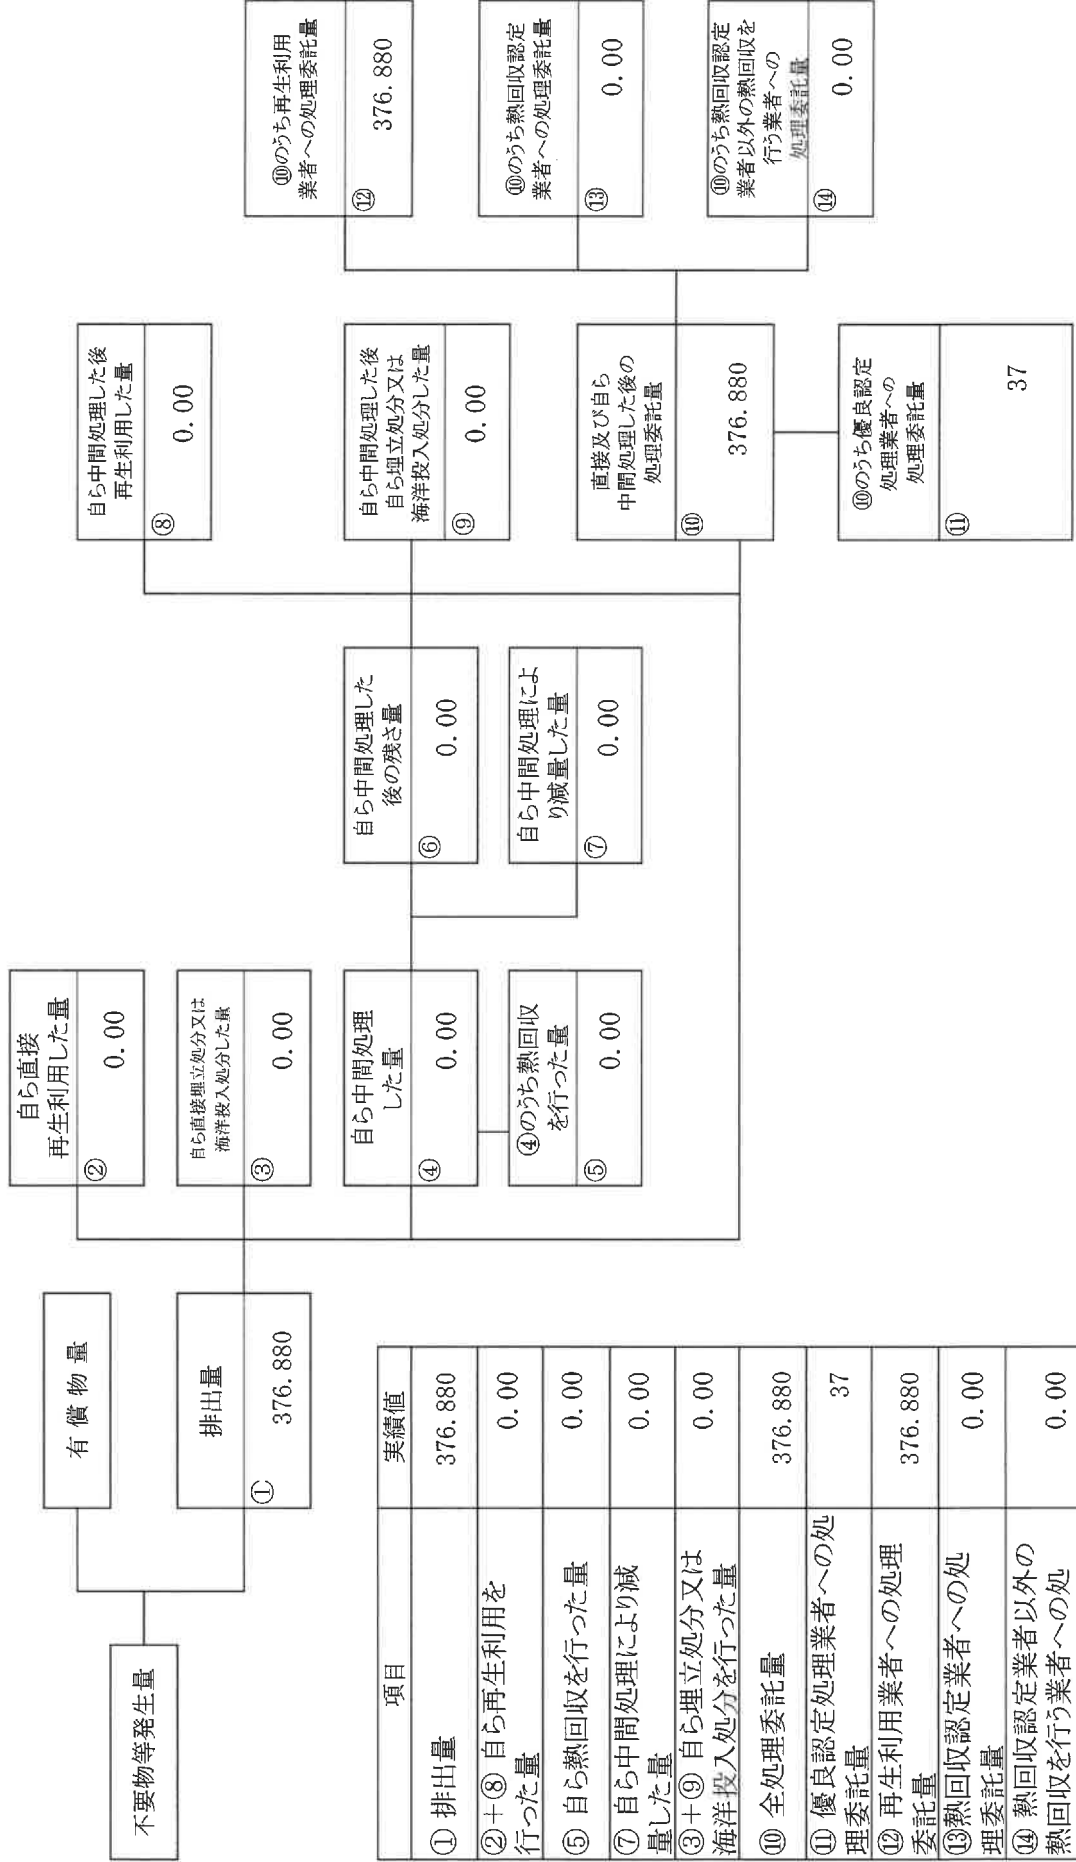 不要物等発生量
有償物量
排出量
① 376.880
自ら直接
再生利用した量
② 0.00
自ら直接埋立処分又は
海洋投入処分した量
③ 0.00
自ら中間処理
した量
④ 0.00
④のうち熱回収
を行った量
⑤ 0.00
自ら中間処理した
後の残さ量
⑥ 0.00
自ら中間処理によ
り減量した量
⑦ 0.00
自ら中間処理した後
再生利用した量
⑧ 0.00
自ら中間処理した後
自ら埋立処分又は
海洋投入処分した量
⑨ 0.00
直接及び自ら
中間処理した後の
処理委託量
⑩ 376.880
⑩のうち優良認定
処理業者への
処理委託量
⑪ 37
⑩のうち再生利用
業者への処理委託量
⑫ 376.880
⑩のうち熱回収認定
業者への処理委託量
⑬ 0.00
⑩のうち熱回収認定
業者以外の熱回収を
行う業者への
処理委託量
⑭ 0.00
項目 実績値
① 排出量 376.880
②+⑧ 自ら再生利用を
行った量 0.00
⑤ 自ら熱回収を行った量 0.00
⑦ 自ら中間処理により減
量した量 0.00
③+⑨ 自ら埋立処分又は
海洋投入処分を行った量 0.00
⑩ 全処理委託量 376.880
⑪ 優良認定処理業者への処
理委託量 37
⑫ 再生利用業者への処理
委託量 376.880
⑬熱回収認定業者への処
理委託量 0.00
⑭ 熱回収認定業者以外の
熱回収を行う業者への処 0.00